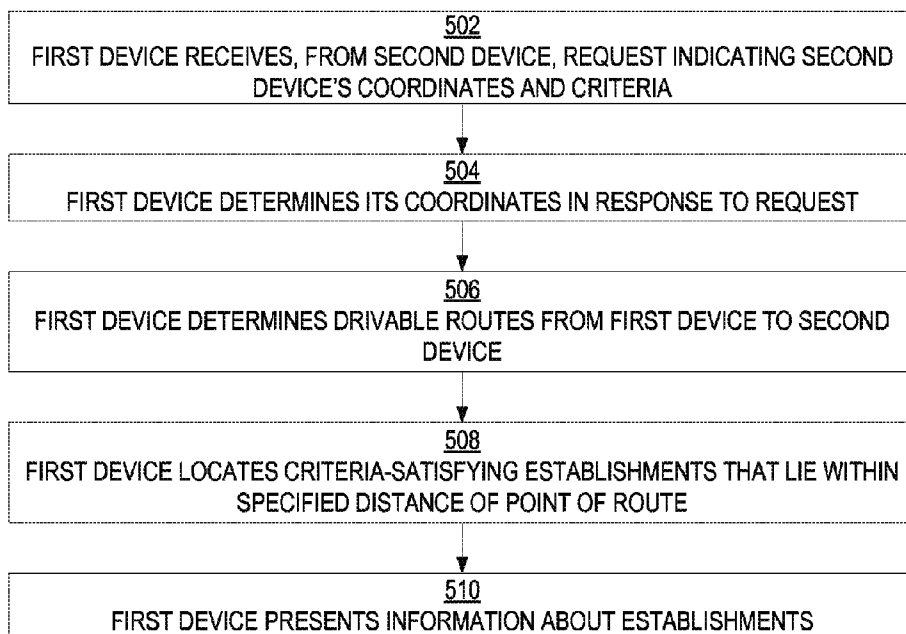 502
FIRST DEVICE RECEIVES, FROM SECOND DEVICE, REQUEST INDICATING SECOND
DEVICE'S COORDINATES AND CRITERIA
504
FIRST DEVICE DETERMINES ITS COORDINATES IN RESPONSE TO REQUEST
506
FIRST DEVICE DETERMINES DRIVABLE ROUTES FROM FIRST DEVICE TO SECOND
DEVICE
508
FIRST DEVICE LOCATES CRITERIA-SATISFYING ESTABLISHMENTS THAT LIE WITHIN
SPECIFIED DISTANCE OF POINT OF ROUTE
510
FIRST DEVICE PRESENTS INFORMATION ABOUT ESTABLISHMENTS